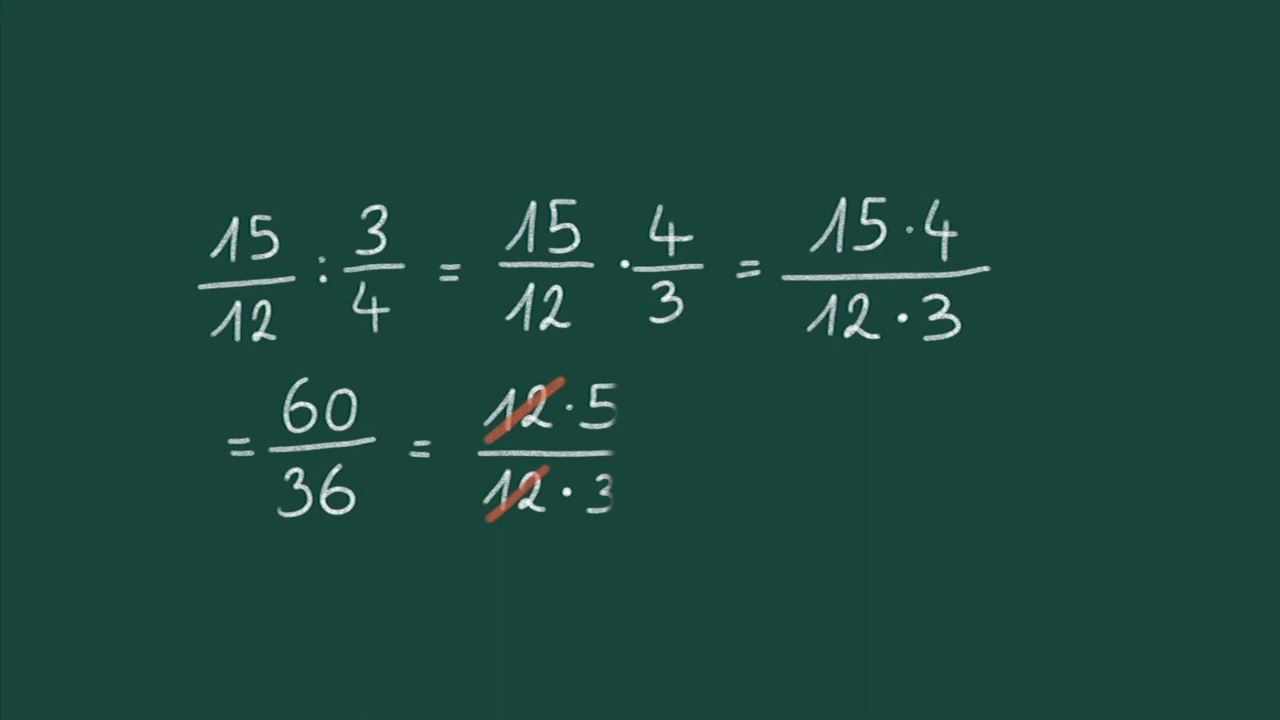 15/12 : 3/4 = 15/12 · 4/3 = 15·4/12·3
= 60/36 = 12·5/12·3